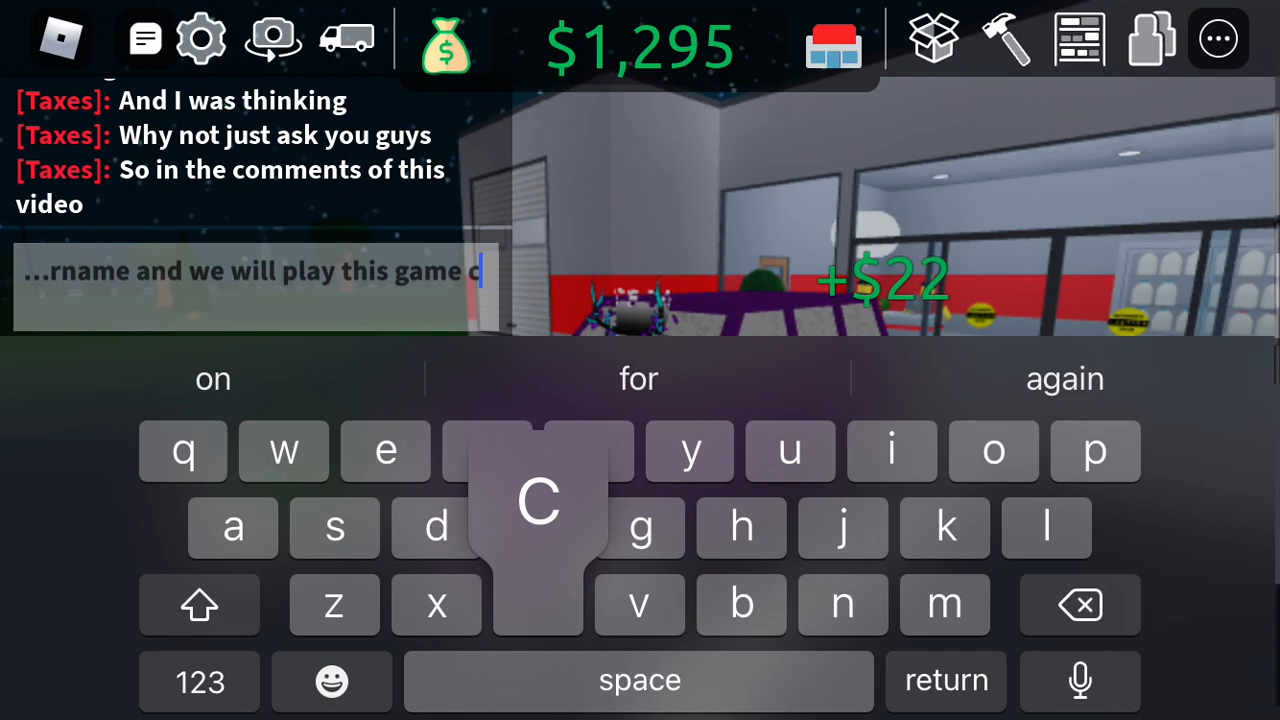 $1,295
[Taxes]: And I was thinking
[Taxes]: Why not just ask you guys
[Taxes]: So in the comments of this
video
...rname and we will play this game c
+$22
on for again
q w e y u i o p
C
a s d g h j k l
z x v b n m
123 space return